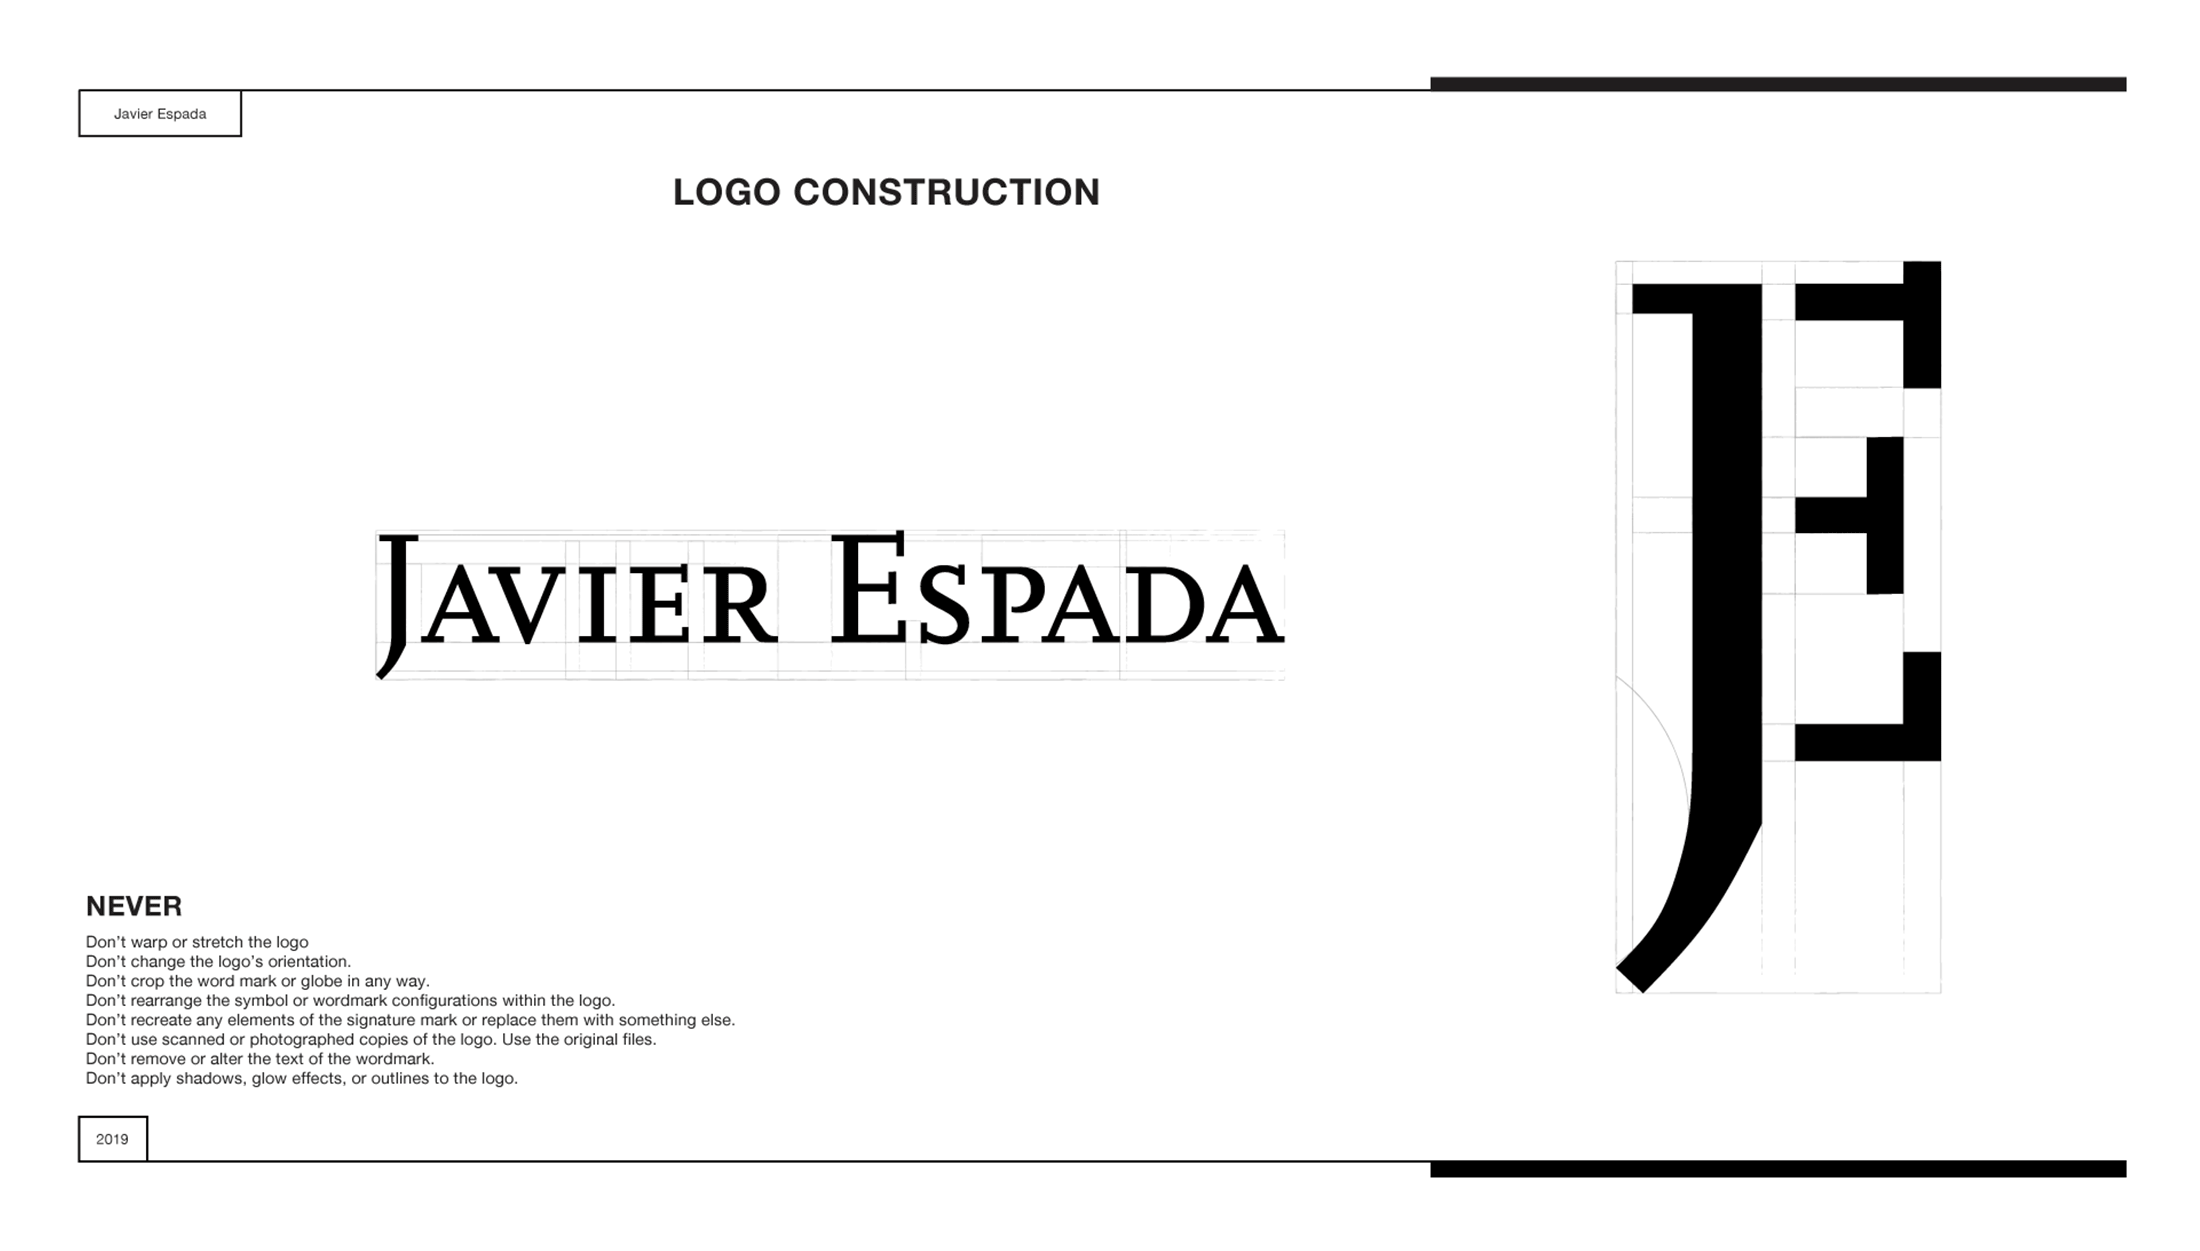 Javier Espada
LOGO CONSTRUCTION
JAVIER ESPADA
JE
NEVER
Don’t warp or stretch the logo
Don’t change the logo’s orientation.
Don’t crop the word mark or globe in any way.
Don’t rearrange the symbol or wordmark configurations within the logo.
Don’t recreate any elements of the signature mark or replace them with something else.
Don’t use scanned or photographed copies of the logo. Use the original files.
Don’t remove or alter the text of the wordmark.
Don’t apply shadows, glow effects, or outlines to the logo.
2019